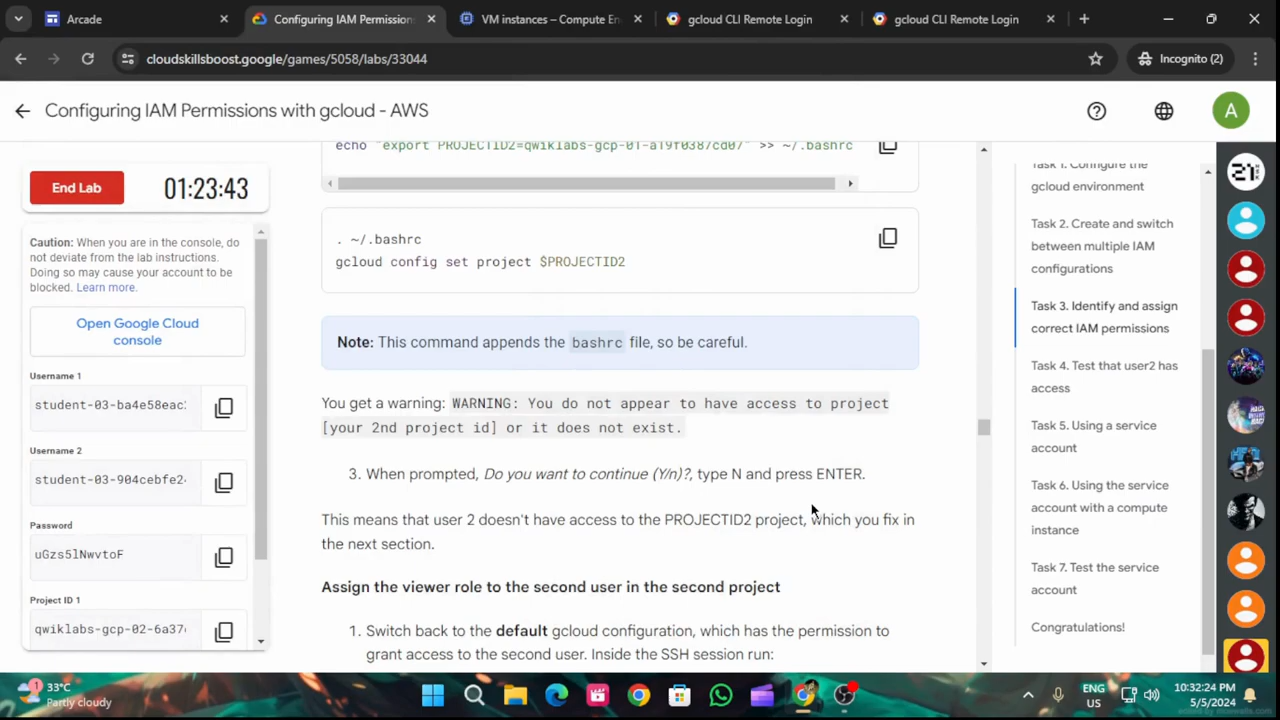 Arcade
Configuring IAM Permission
VM instances – Compute En
gcloud CLI Remote Login
gcloud CLI Remote Login
cloudskillsboost.google/games/5058/labs/33044
Incognito (2)
Configuring IAM Permissions with gcloud - AWS
A
End Lab
01:23:43
Caution: When you are in the console, do
not deviate from the lab instructions.
Doing so may cause your account to be
blocked. Learn more.
Open Google Cloud
console
Username 1
student-03-ba4e58eac
Username 2
student-03-904cebfe2
Password
uGzs5lNwvtoF
Project ID 1
qwiklabs-gcp-02-6a37
echo "export PROJECTID2=qwiklabs-gcp-01-a19f0387cd07" >> ~/.bashrc
. ~/.bashrc
gcloud config set project $PROJECTID2
Note: This command appends the bashrc file, so be careful.
You get a warning: WARNING: You do not appear to have access to project
[your 2nd project id] or it does not exist.
3. When prompted, Do you want to continue (Y/n)?, type N and press ENTER.
This means that user 2 doesn't have access to the PROJECTID2 project, which you fix in
the next section.
Assign the viewer role to the second user in the second project
1. Switch back to the default gcloud configuration, which has the permission to
grant access to the second user. Inside the SSH session run:
Task 1. Configure the
gcloud environment
Task 2. Create and switch
between multiple IAM
configurations
Task 3. Identify and assign
correct IAM permissions
Task 4. Test that user2 has
access
Task 5. Using a service
account
Task 6. Using the service
account with a compute
instance
Task 7. Test the service
account
Congratulations!
21
1
33°C
Partly cloudy
ENG
US
10:32:24 PM
5/5/2024